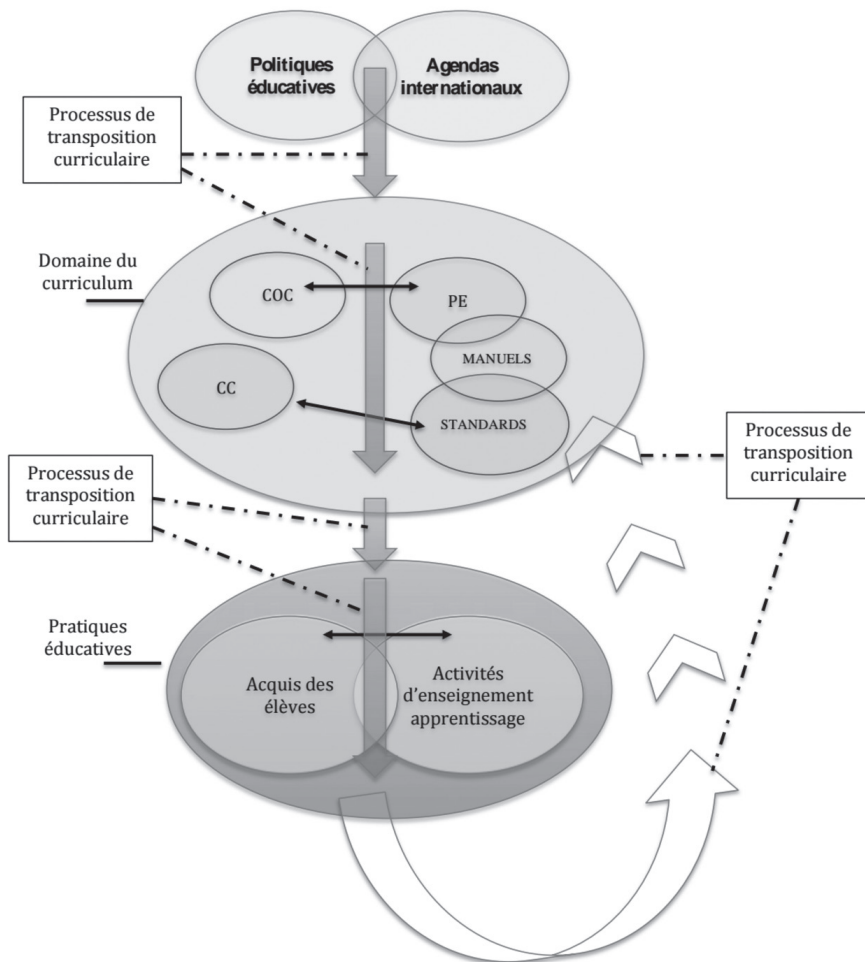 Politiques
éducatives
Agendas
internationaux
Processus de
transposition
curriculaire
Domaine du
curriculum
COC
PE
MANUELS
CC
STANDARDS
Processus de
transposition
curriculaire
Processus de
transposition
curriculaire
Pratiques
éducatives
Acquis des
élèves
Activités
d'enseignement
apprentissage